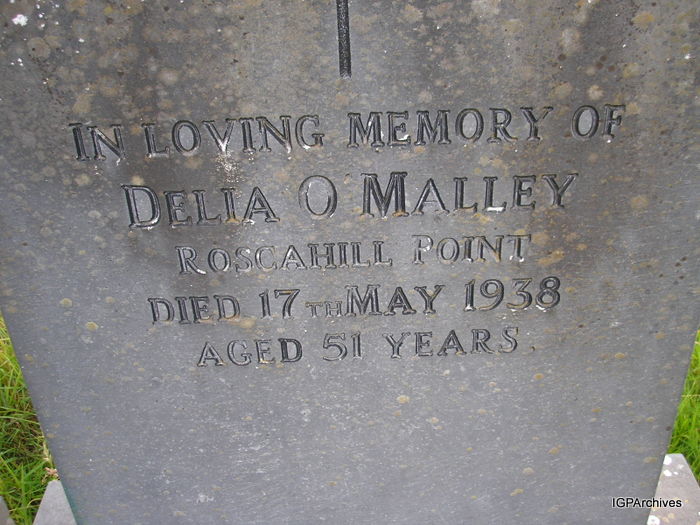 IN LOVING MEMORY OF
DELIA O MALLEY
ROSCAHILL POINT
DIED 17TH MAY 1938
AGED 51 YEARS
IGPArchives